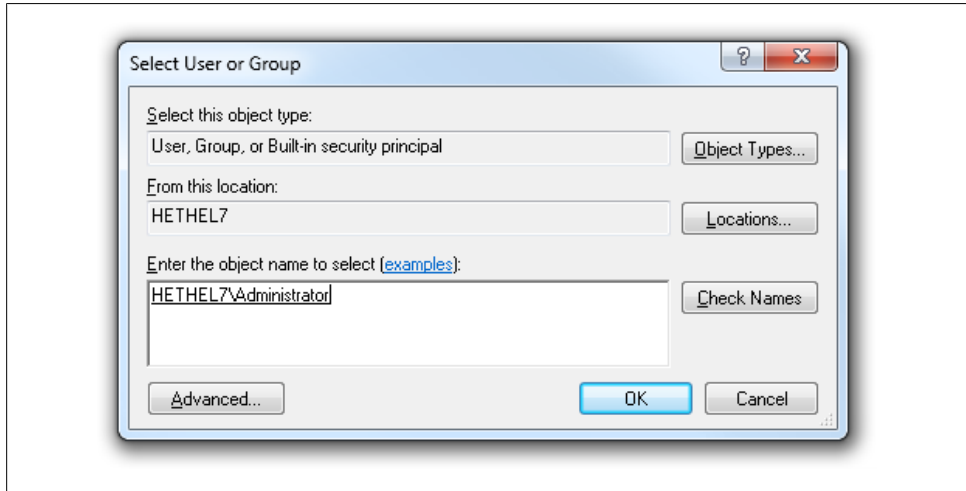 Select User or Group
Select this object type:
User, Group, or Built-in security principal
Object Types...
From this location:
HETHEL7
Locations...
Enter the object name to select (examples):
HETHEL7\Administrator
Check Names
Advanced...
OK
Cancel